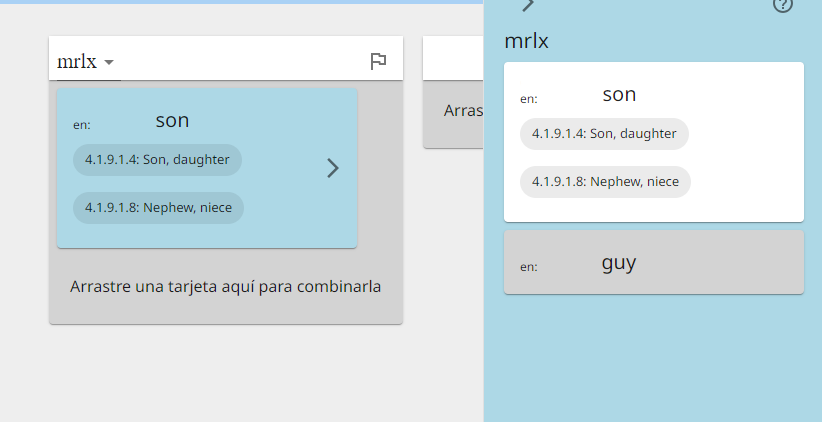 mrlx
en: son
4.1.9.1.4: Son, daughter
4.1.9.1.8: Nephew, niece
Arrastre una tarjeta aquí para combinarla
Arras
mrlx
en: son
4.1.9.1.4: Son, daughter
4.1.9.1.8: Nephew, niece
en: guy